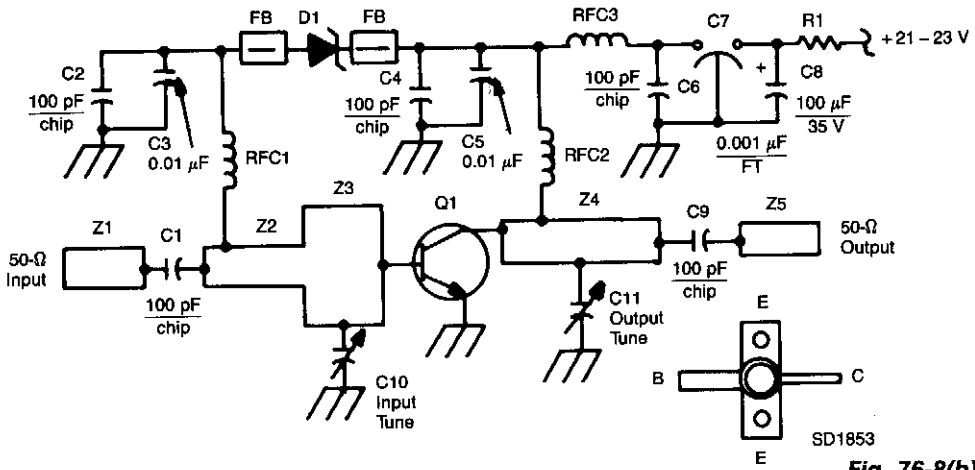 FB D1 FB RFC3 C7 R1
+21 – 23 V
C2
100 pF
chip
C3
0.01 µF
RFC1
C4
100 pF
chip
C5
0.01 µF
RFC2
100 pF
chip
C6
0.001 µF
FT
+
C8
100 µF
35 V
Z1
50-Ω
Input
C1
100 pF
chip
Z2
Z3
C10
Input
Tune
Q1
Z4
C11
Output
Tune
C9
100 pF
chip
Z5
50-Ω
Output
E
B C
E
SD1853
Fig. 76-8(b)